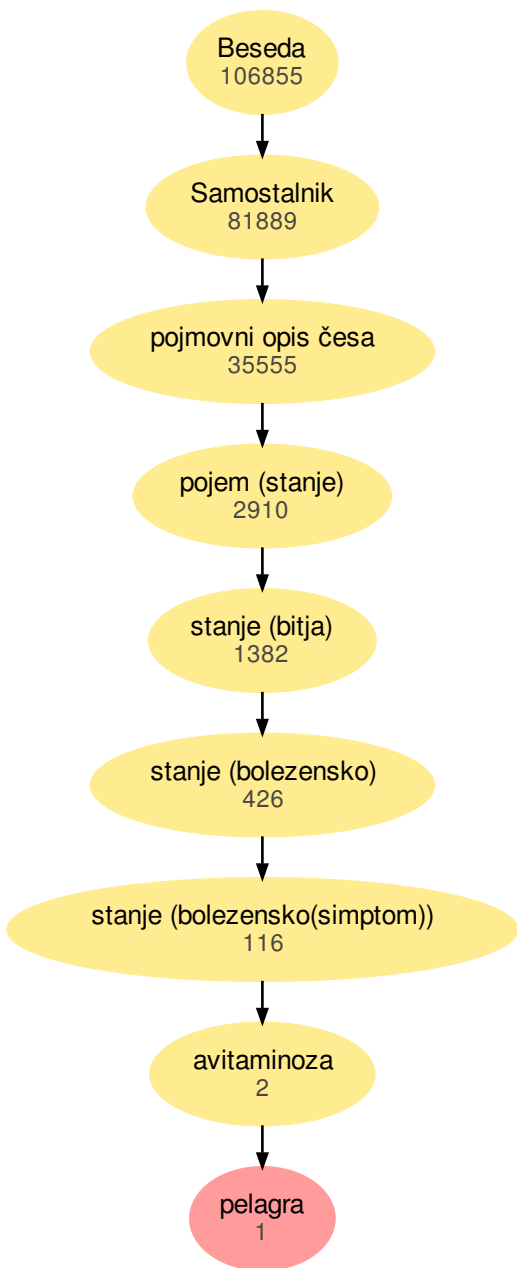 Beseda
106855
Samostalnik
81889
pojmovni opis česa
35555
pojem (stanje)
2910
stanje (bitja)
1382
stanje (bolezensko)
426
stanje (bolezensko(simptom))
116
avitaminoza
2
pelagra
1